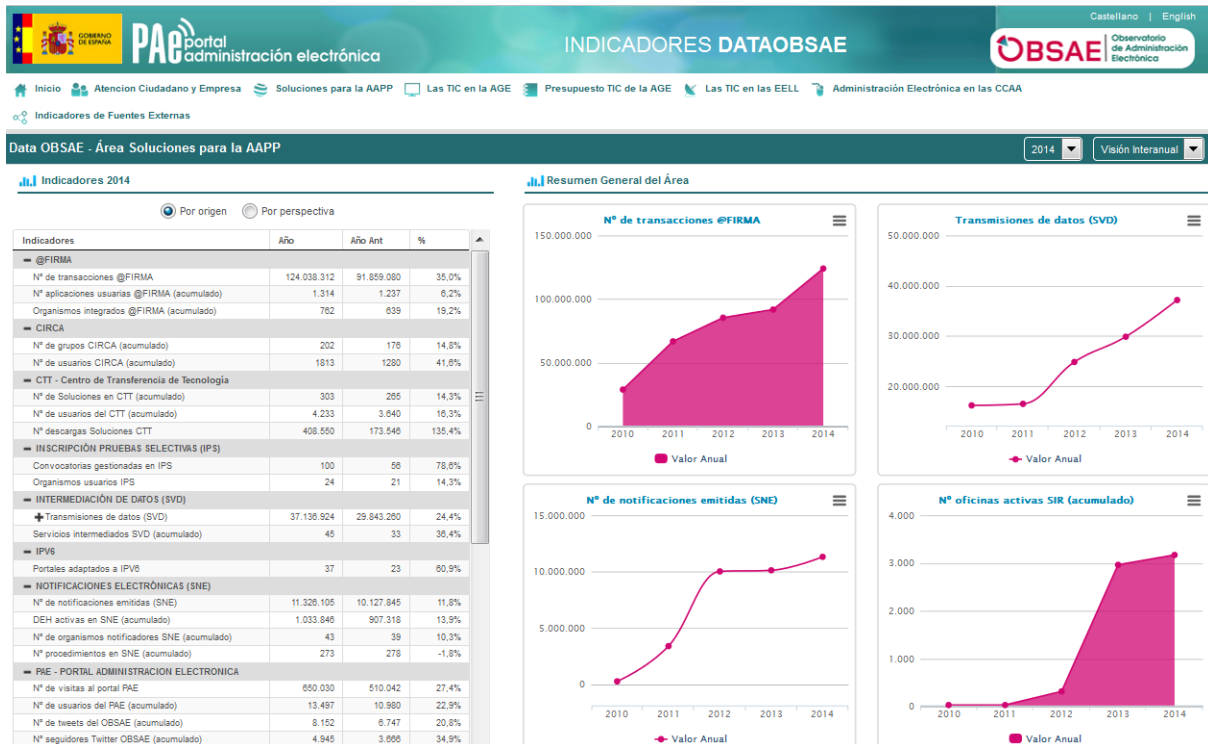 Castellano | English
GOBIERNO
DE ESPAÑA
PAe portal
administración electrónica
INDICADORES DATAOBSAE
OBSAE Observatorio
de Administración
Electrónica
Inicio Atencion Ciudadano y Empresa Soluciones para la AAPP Las TIC en la AGE Presupuesto TIC de la AGE Las TIC en las EELL Administración Electrónica en las CCAA
Indicadores de Fuentes Externas
Data OBSAE - Área Soluciones para la AAPP 2014 Visión Interanual
Indicadores 2014
Por origen Por perspectiva
Indicadores Año Año Ant %
@FIRMA
Nº de transacciones @FIRMA 124.038.312 91.859.080 35,0%
Nº aplicaciones usuarias @FIRMA (acumulado) 1.314 1.237 6,2%
Organismos integrados @FIRMA (acumulado) 762 639 19,2%
CIRCA
Nº de grupos CIRCA (acumulado) 202 176 14,8%
Nº de usuarios CIRCA (acumulado) 1813 1280 41,6%
CTT - Centro de Transferencia de Tecnología
Nº de Soluciones en CTT (acumulado) 303 265 14,3%
Nº de usuarios del CTT (acumulado) 4.233 3.640 16,3%
Nº descargas Soluciones CTT 408.550 173.546 135,4%
INSCRIPCIÓN PRUEBAS SELECTIVAS (IPS)
Convocatorias gestionadas en IPS 100 56 78,6%
Organismos usuarios IPS 24 21 14,3%
INTERMEDIACIÓN DE DATOS (SVD)
Transmisiones de datos (SVD) 37.136.924 29.843.260 24,4%
Servicios intermediados SVD (acumulado) 45 33 36,4%
IPV6
Portales adaptados a IPV6 37 23 60,9%
NOTIFICACIONES ELECTRÓNICAS (SNE)
Nº de notificaciones emitidas (SNE) 11.326.105 10.127.845 11,8%
DEH activas en SNE (acumulado) 1.033.846 907.318 13,9%
Nº de organismos notificadores SNE (acumulado) 43 39 10,3%
Nº procedimientos en SNE (acumulado) 273 278 -1,8%
PAE - PORTAL ADMINISTRACION ELECTRONICA
Nº de visitas al portal PAE 650.030 510.042 27,4%
Nº de usuarios del PAE (acumulado) 13.497 10.980 22,9%
Nº de tweets del OBSAE (acumulado) 8.152 6.747 20,8%
Nº seguidores Twitter OBSAE (acumulado) 4.945 3.666 34,9%
Resumen General del Área
Nº de transacciones @FIRMA
150.000.000
100.000.000
50.000.000
0
2010 2011 2012 2013 2014
Valor Anual
Transmisiones de datos (SVD)
50.000.000
40.000.000
30.000.000
20.000.000
2010 2011 2012 2013 2014
Valor Anual
Nº de notificaciones emitidas (SNE)
15.000.000
10.000.000
5.000.000
0
2010 2011 2012 2013 2014
Valor Anual
Nº oficinas activas SIR (acumulado)
4.000
3.000
2.000
1.000
0
2010 2011 2012 2013 2014
Valor Anual